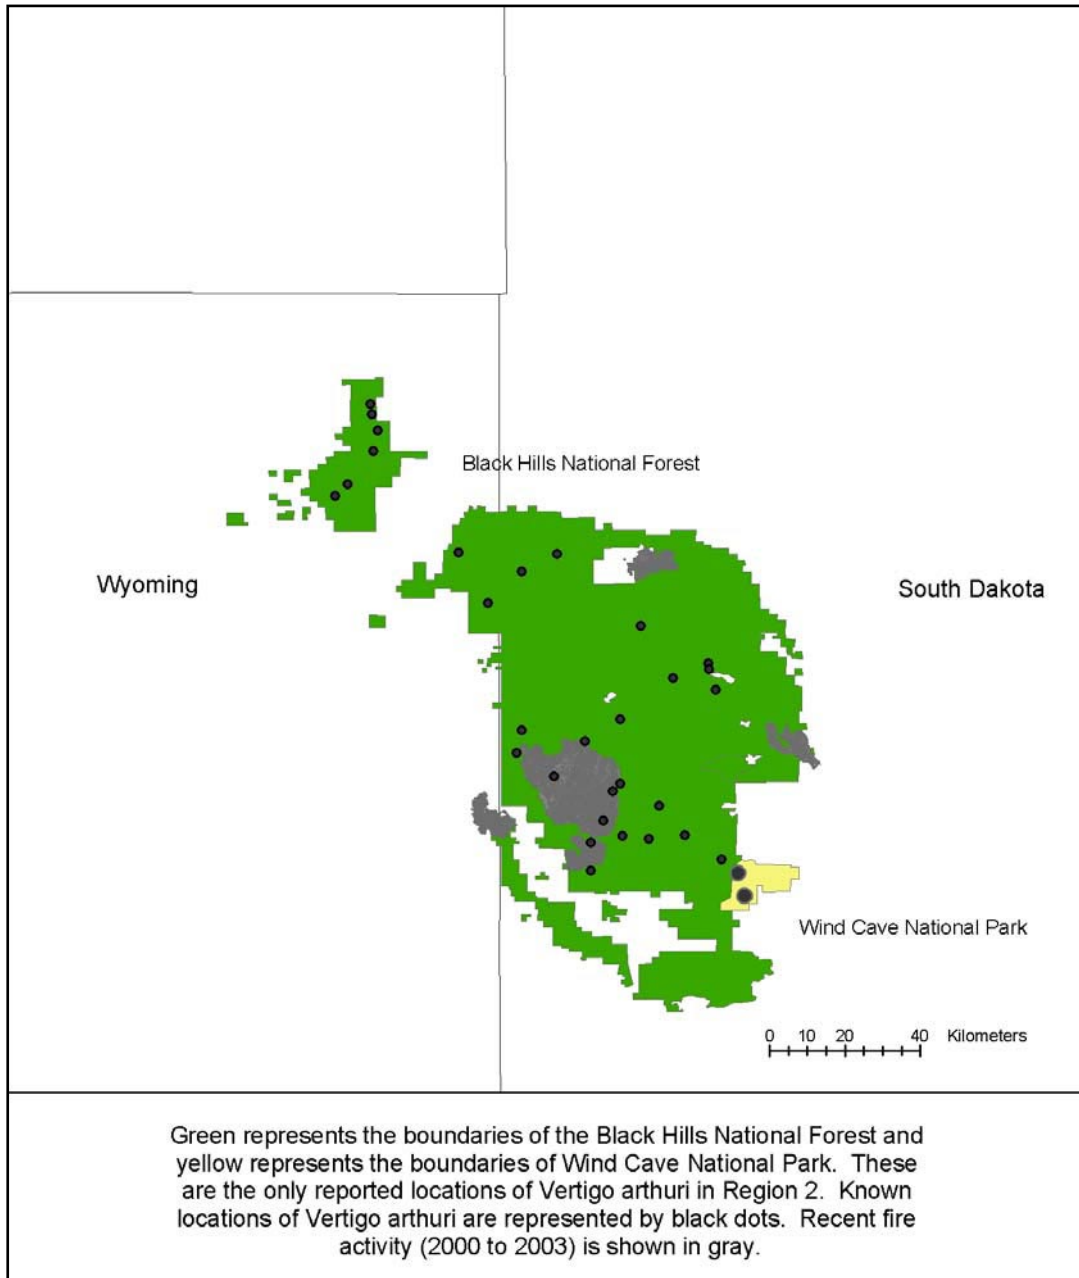 Black Hills National Forest
Wyoming
South Dakota
Wind Cave National Park
0 10 20 40 Kilometers
Green represents the boundaries of the Black Hills National Forest and
yellow represents the boundaries of Wind Cave National Park. These
are the only reported locations of Vertigo arthuri in Region 2. Known
locations of Vertigo arthuri are represented by black dots. Recent fire
activity (2000 to 2003) is shown in gray.